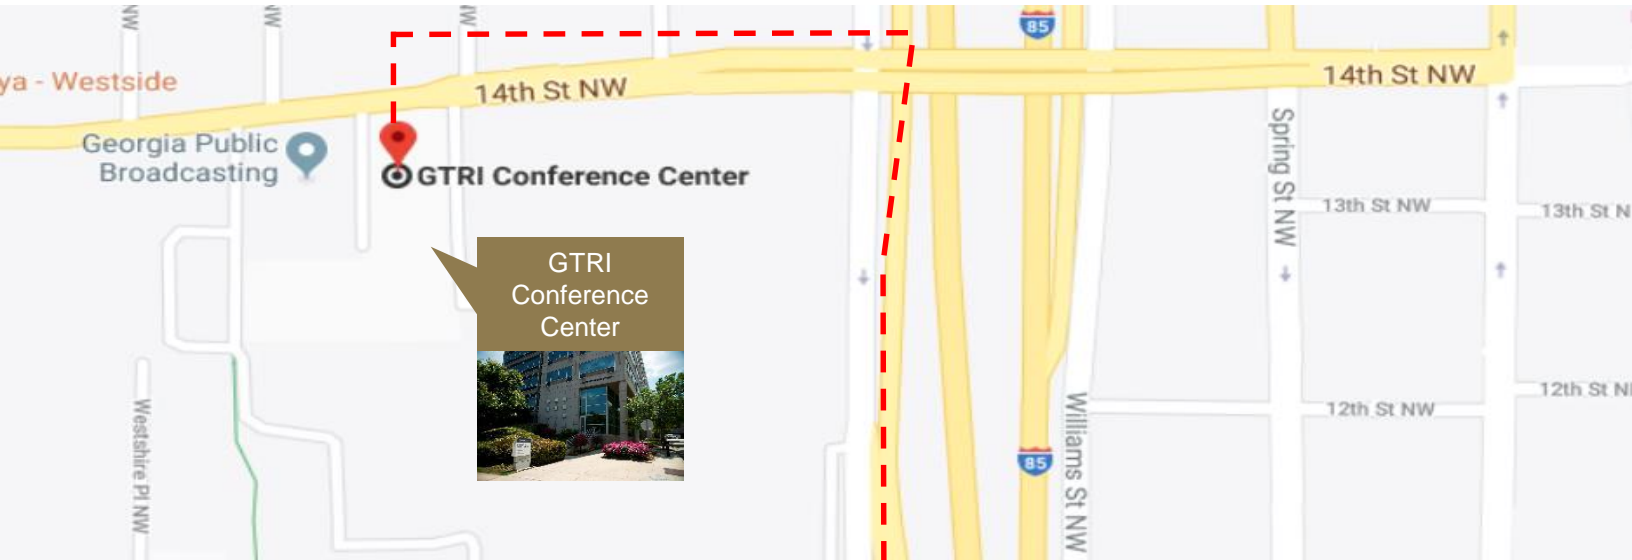 NW
NW
NW
85
ya - Westside
14th St NW
14th St NW
Georgia Public
Broadcasting
GTRI Conference Center
Spring St NW
13th St NW
13th St N
GTRI
Conference
Center
12th St NW
12th St N
Westshire Pl NW
Williams St NW
85